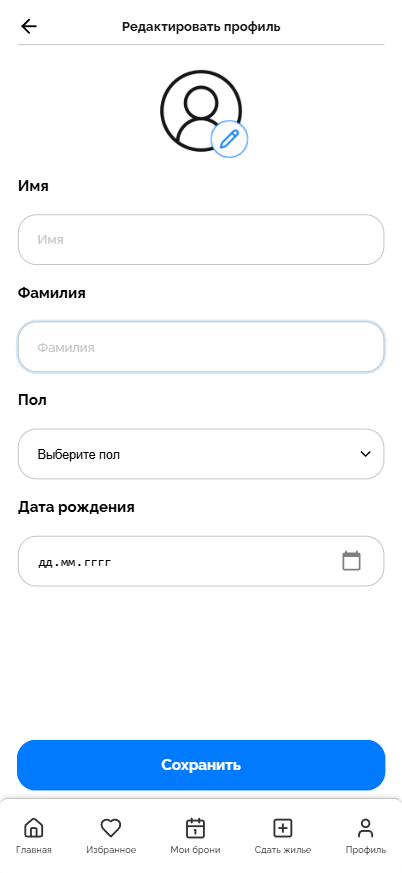 Редактировать профиль
Имя
Имя
Фамилия
Фамилия
Пол
Выберите пол
Дата рождения
дд.мм.гггг
Сохранить
1
Главная Избранное Мои брони Сдать жилье Профиль